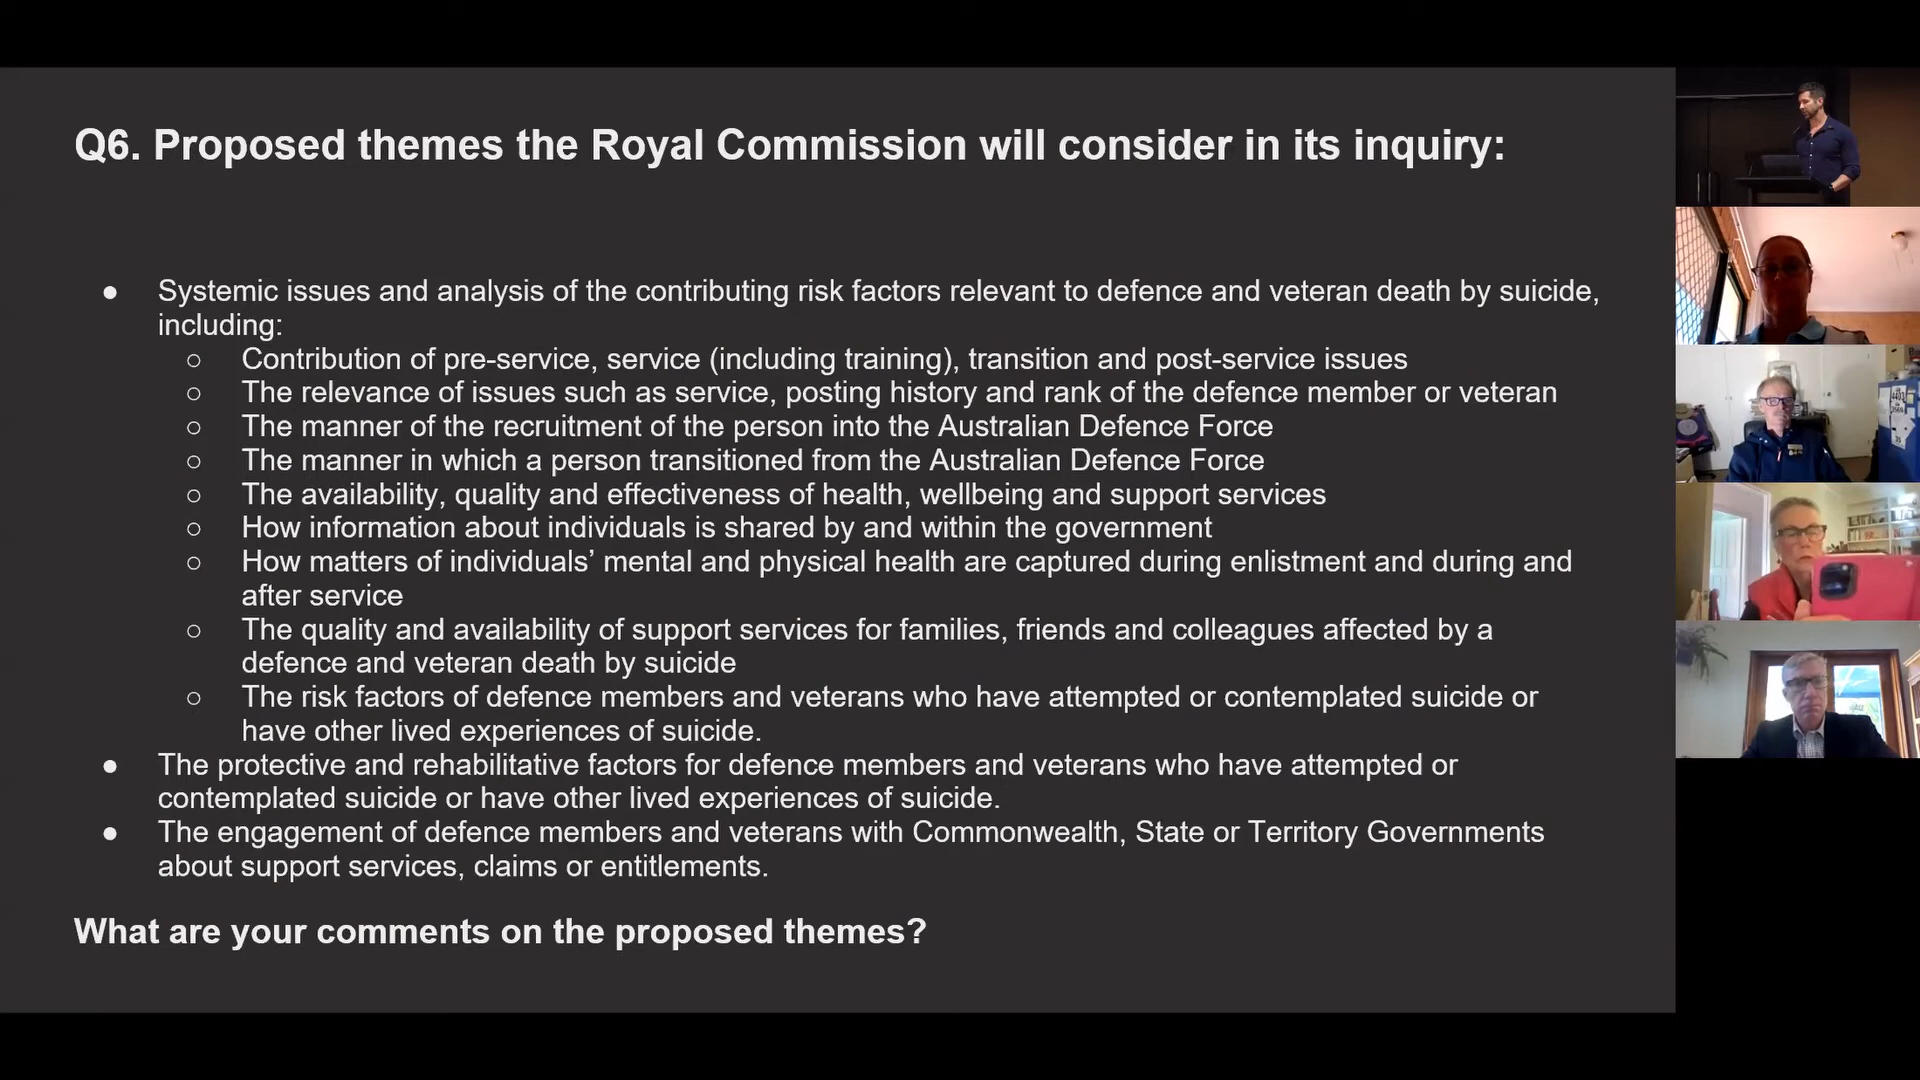 Q6. Proposed themes the Royal Commission will consider in its inquiry:
● Systemic issues and analysis of the contributing risk factors relevant to defence and veteran death by suicide,
including:
○ Contribution of pre-service, service (including training), transition and post-service issues
○ The relevance of issues such as service, posting history and rank of the defence member or veteran
○ The manner of the recruitment of the person into the Australian Defence Force
○ The manner in which a person transitioned from the Australian Defence Force
○ The availability, quality and effectiveness of health, wellbeing and support services
○ How information about individuals is shared by and within the government
○ How matters of individuals’ mental and physical health are captured during enlistment and during and
after service
○ The quality and availability of support services for families, friends and colleagues affected by a
defence and veteran death by suicide
○ The risk factors of defence members and veterans who have attempted or contemplated suicide or
have other lived experiences of suicide.
● The protective and rehabilitative factors for defence members and veterans who have attempted or
contemplated suicide or have other lived experiences of suicide.
● The engagement of defence members and veterans with Commonwealth, State or Territory Governments
about support services, claims or entitlements.
What are your comments on the proposed themes?